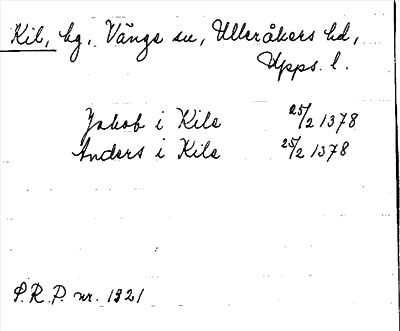 Kil, by, Vänge sn, Ulleråkers hd,
Upps. l.
Jakob i Kile 25/2 1378
Anders i Kile 25/2 1378
S.R.P. nr. 1321